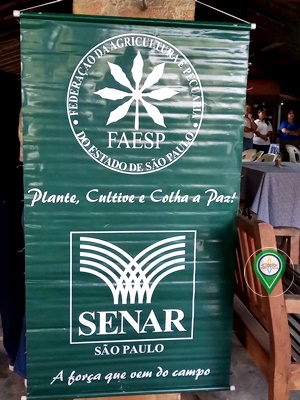 FEDERAÇÃO DA AGRICULTURA E PECUÁRIA
DO ESTADO DE SÃO PAULO
FAESP
Plante, Cultive e Colha a Paz!
SENAR
SÃO PAULO
A força que vem do campo